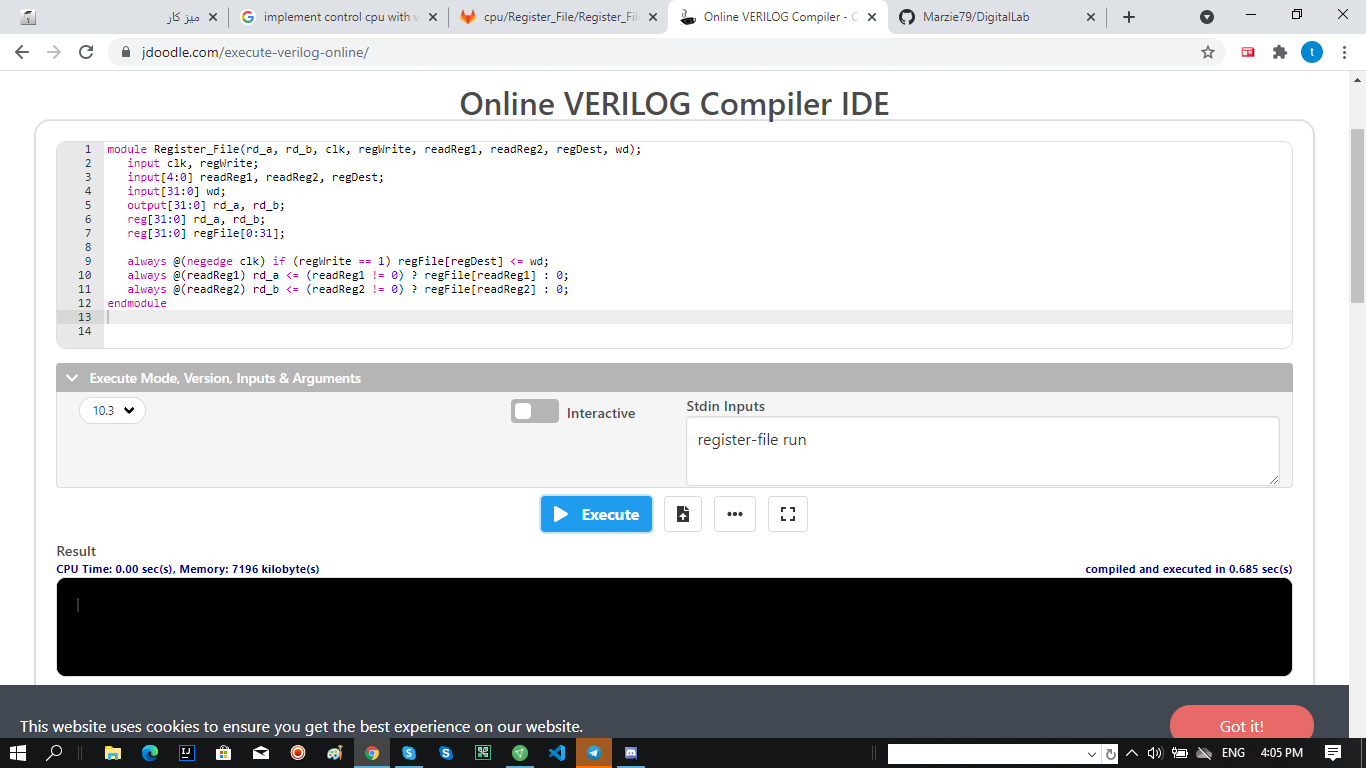 میز کار
implement control cpu with v
cpu/Register_File/Register_File
Online VERILOG Compiler - O
Marzie79/DigitalLab
jdoodle.com/execute-verilog-online/
t
Online VERILOG Compiler IDE
1 module Register_File(rd_a, rd_b, clk, regWrite, readReg1, readReg2, regDest, wd);
2 input clk, regWrite;
3 input[4:0] readReg1, readReg2, regDest;
4 input[31:0] wd;
5 output[31:0] rd_a, rd_b;
6 reg[31:0] rd_a, rd_b;
7 reg[31:0] regFile[0:31];
8
9 always @(negedge clk) if (regWrite == 1) regFile[regDest] <= wd;
10 always @(readReg1) rd_a <= (readReg1 != 0) ? regFile[readReg1] : 0;
11 always @(readReg2) rd_b <= (readReg2 != 0) ? regFile[readReg2] : 0;
12 endmodule
13
14
Execute Mode, Version, Inputs & Arguments
10.3
Interactive
Stdin Inputs
register-file run
Execute
Result
CPU Time: 0.00 sec(s), Memory: 7196 kilobyte(s)
compiled and executed in 0.685 sec(s)
This website uses cookies to ensure you get the best experience on our website.
Got it!
ENG
4:05 PM